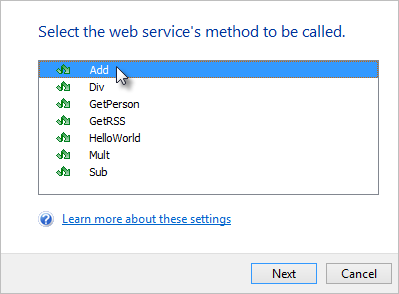 Select the web service's method to be called.
Add
Div
GetPerson
GetRSS
HelloWorld
Mult
Sub
Learn more about these settings
Next
Cancel